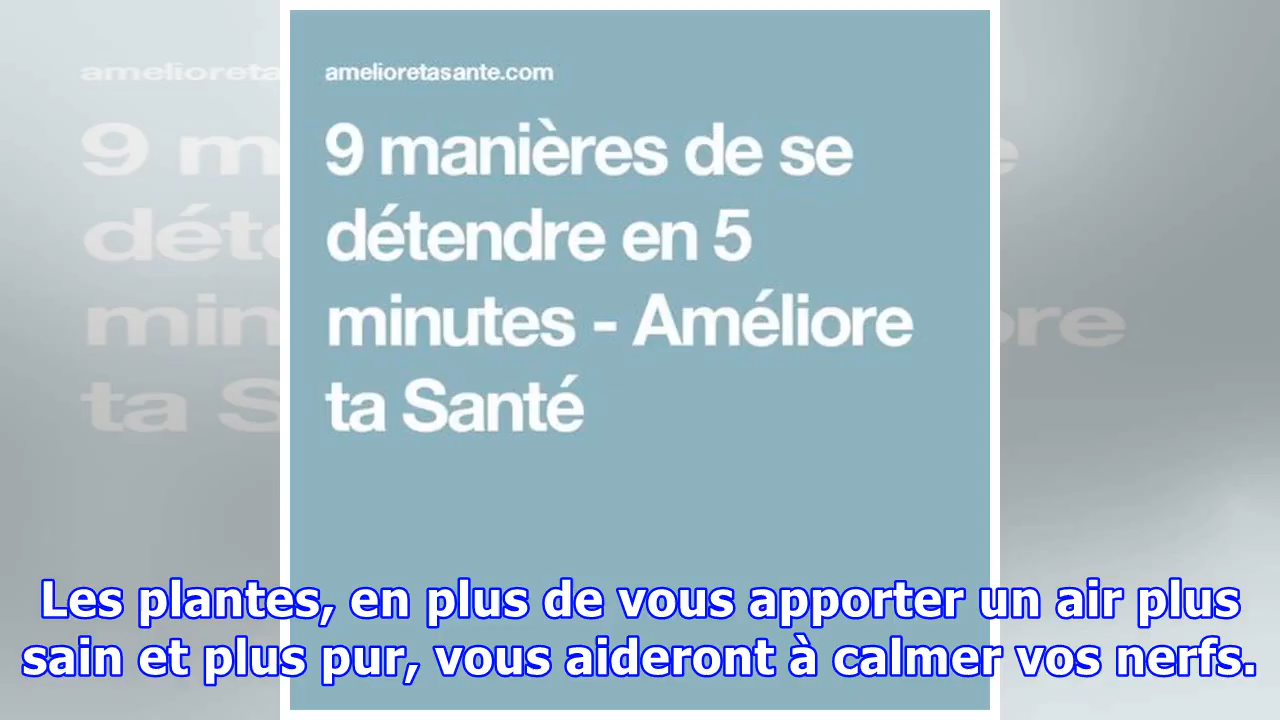 amelioretasante.com
9 manières de se
détendre en 5
minutes - Améliore
ta Santé
Les plantes, en plus de vous apporter un air plus
sain et plus pur, vous aideront à calmer vos nerfs.